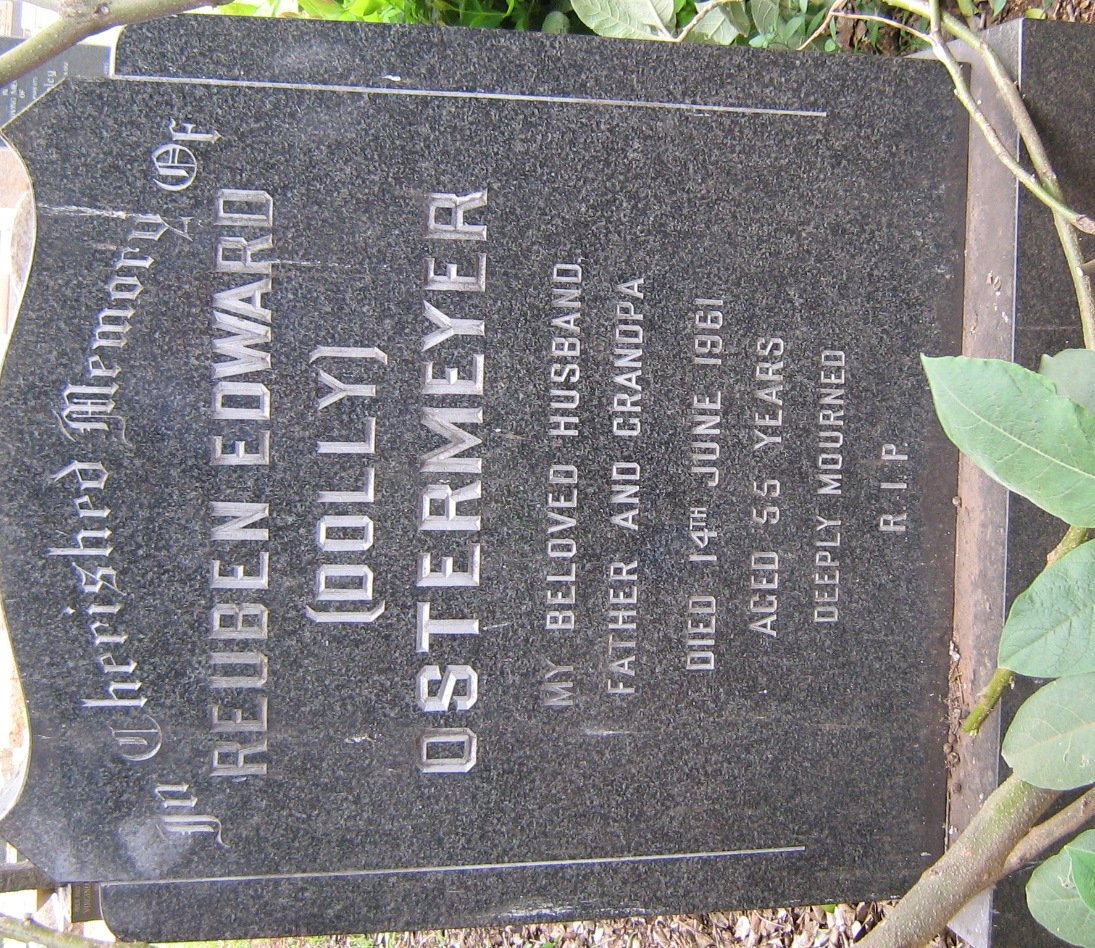 In Cherished Memory Of
REUBEN EDWARD
(DOLLY)
OSTERMEYER
MY BELOVED HUSBAND,
FATHER AND GRANDPA
DIED 14TH JUNE 1961
AGED 55 YEARS
DEEPLY MOURNED
R.I.P.